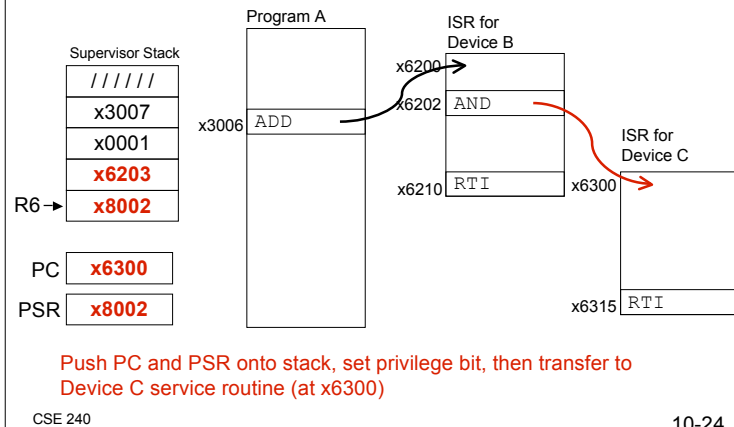 Program A
ISR for
Device B
Supervisor Stack
//////
x3007
x0001
x6203
R6
x8002
PC
x6300
PSR
x8002
x3006
ADD
x6200
x6202
AND
x6210
RTI
ISR for
Device C
x6300
x6315
RTI
Push PC and PSR onto stack, set privilege bit, then transfer to
Device C service routine (at x6300)
CSE 240
10-24